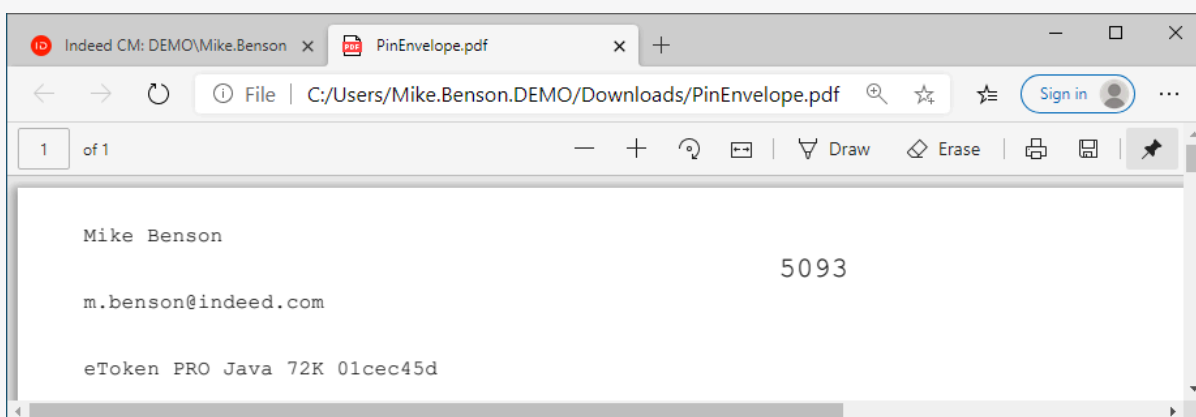 Indeed CM: DEMO\Mike.Benson
PDF PinEnvelope.pdf
File C:/Users/Mike.Benson.DEMO/Downloads/PinEnvelope.pdf Sign in
1 of 1 Draw Erase
Mike Benson
5093
m.benson@indeed.com
eToken PRO Java 72K 01cec45d